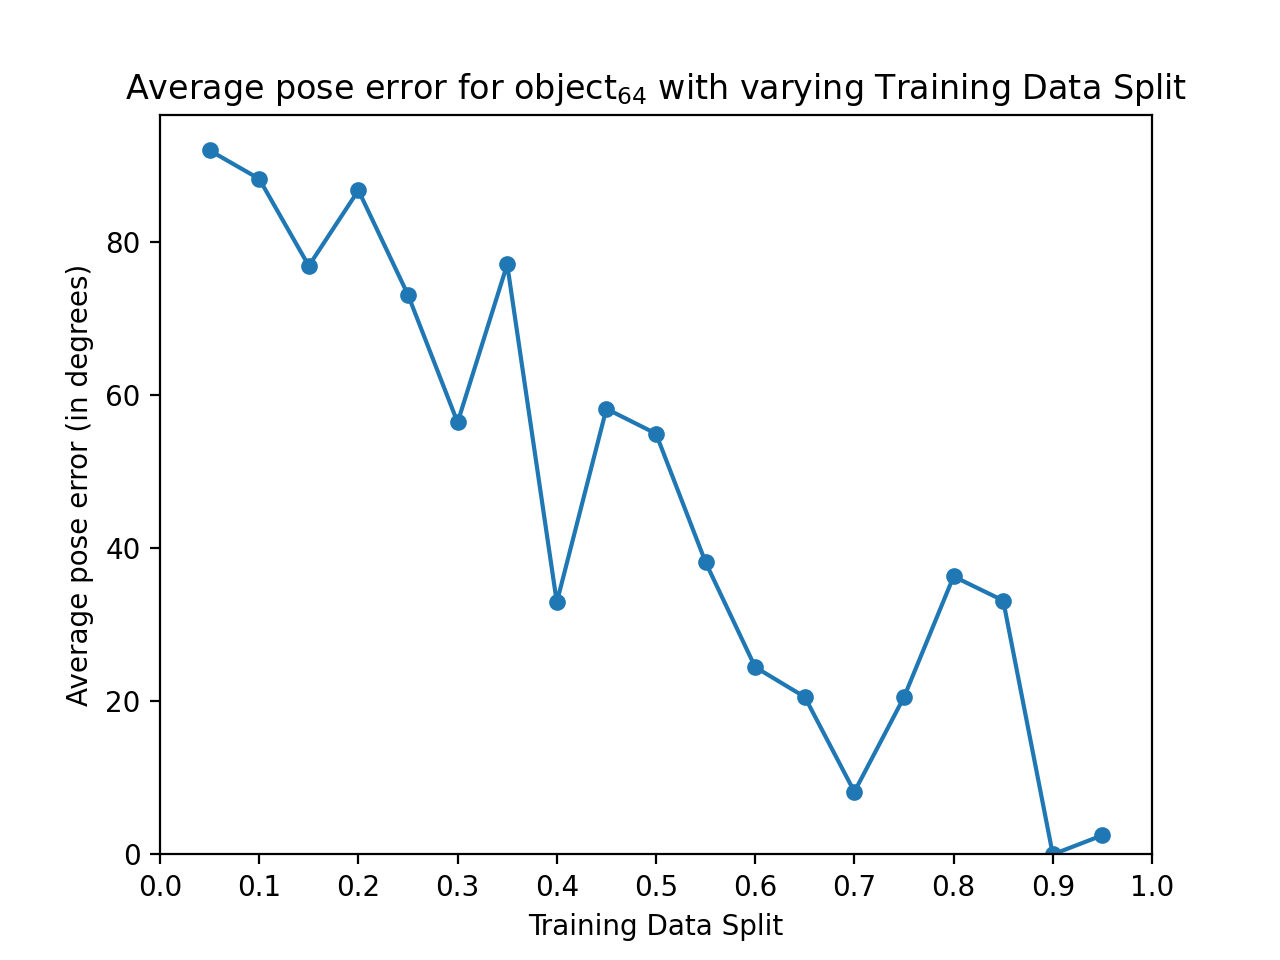 Average pose error for object₆₄ with varying Training Data Split
Average pose error (in degrees)
80
60
40
20
0
0.0 0.1 0.2 0.3 0.4 0.5 0.6 0.7 0.8 0.9 1.0
Training Data Split